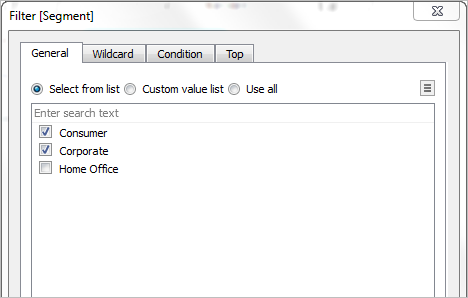 Filter [Segment]
General Wildcard Condition Top
Select from list Custom value list Use all
Enter search text
Consumer
Corporate
Home Office